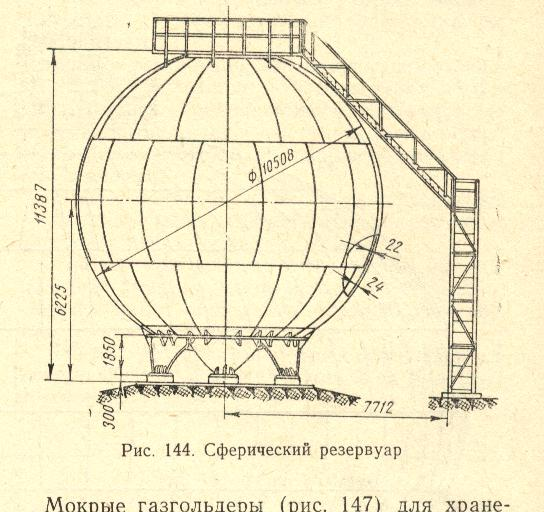 11387
6225
1850
300
ф 10508
22
24
7712
Рис. 144. Сферический резервуар
Мокрые газгольдеры (рис. 147) для хране-